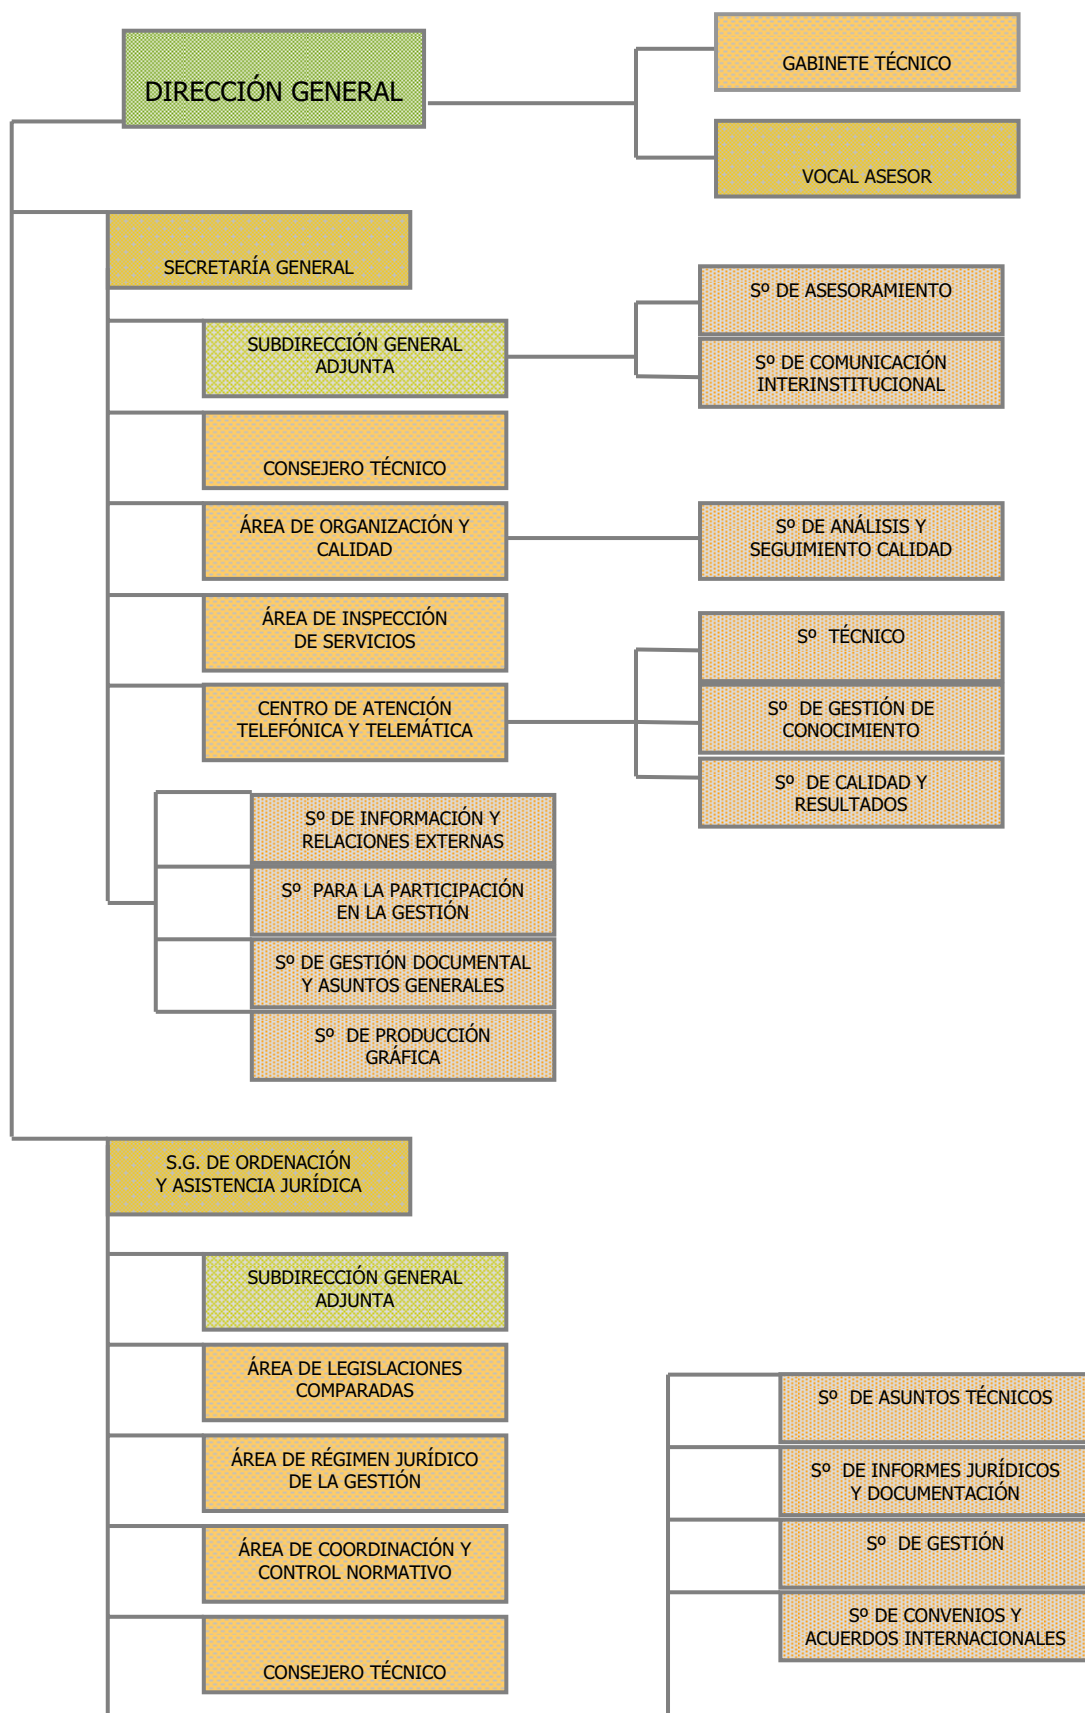 DIRECCIÓN GENERAL
GABINETE TÉCNICO
VOCAL ASESOR
SECRETARÍA GENERAL
SUBDIRECCIÓN GENERAL
ADJUNTA
Sº DE ASESORAMIENTO
Sº DE COMUNICACIÓN
INTERINSTITUCIONAL
CONSEJERO TÉCNICO
ÁREA DE ORGANIZACIÓN Y
CALIDAD
Sº DE ANÁLISIS Y
SEGUIMIENTO CALIDAD
ÁREA DE INSPECCIÓN
DE SERVICIOS
CENTRO DE ATENCIÓN
TELEFÓNICA Y TELEMÁTICA
Sº TÉCNICO
Sº DE GESTIÓN DE
CONOCIMIENTO
Sº DE CALIDAD Y
RESULTADOS
Sº DE INFORMACIÓN Y
RELACIONES EXTERNAS
Sº PARA LA PARTICIPACIÓN
EN LA GESTIÓN
Sº DE GESTIÓN DOCUMENTAL
Y ASUNTOS GENERALES
Sº DE PRODUCCIÓN
GRÁFICA
S.G. DE ORDENACIÓN
Y ASISTENCIA JURÍDICA
SUBDIRECCIÓN GENERAL
ADJUNTA
ÁREA DE LEGISLACIONES
COMPARADAS
ÁREA DE RÉGIMEN JURÍDICO
DE LA GESTIÓN
ÁREA DE COORDINACIÓN Y
CONTROL NORMATIVO
CONSEJERO TÉCNICO
Sº DE ASUNTOS TÉCNICOS
Sº DE INFORMES JURÍDICOS
Y DOCUMENTACIÓN
Sº DE GESTIÓN
Sº DE CONVENIOS Y
ACUERDOS INTERNACIONALES